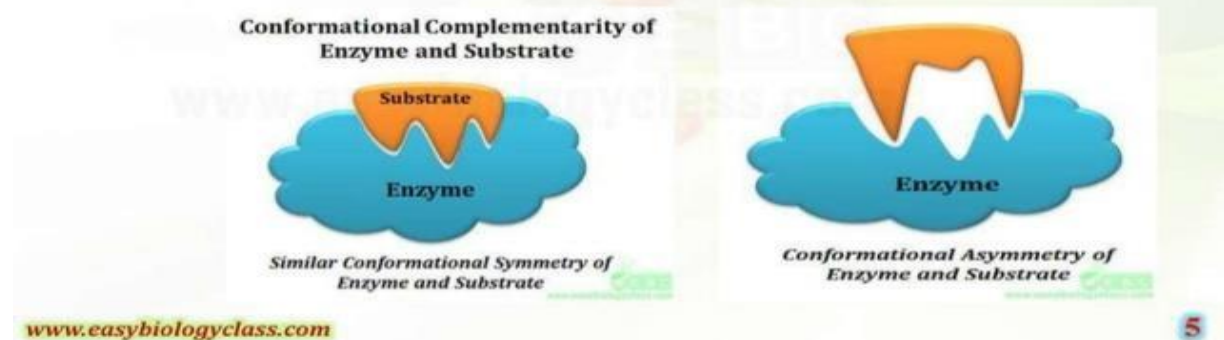 Conformational Complementarity of
Enzyme and Substrate
Substrate
Enzyme
Similar Conformational Symmetry of
Enzyme and Substrate
Enzyme
Conformational Asymmetry of
Enzyme and Substrate
www.easybiologyclass.com
5